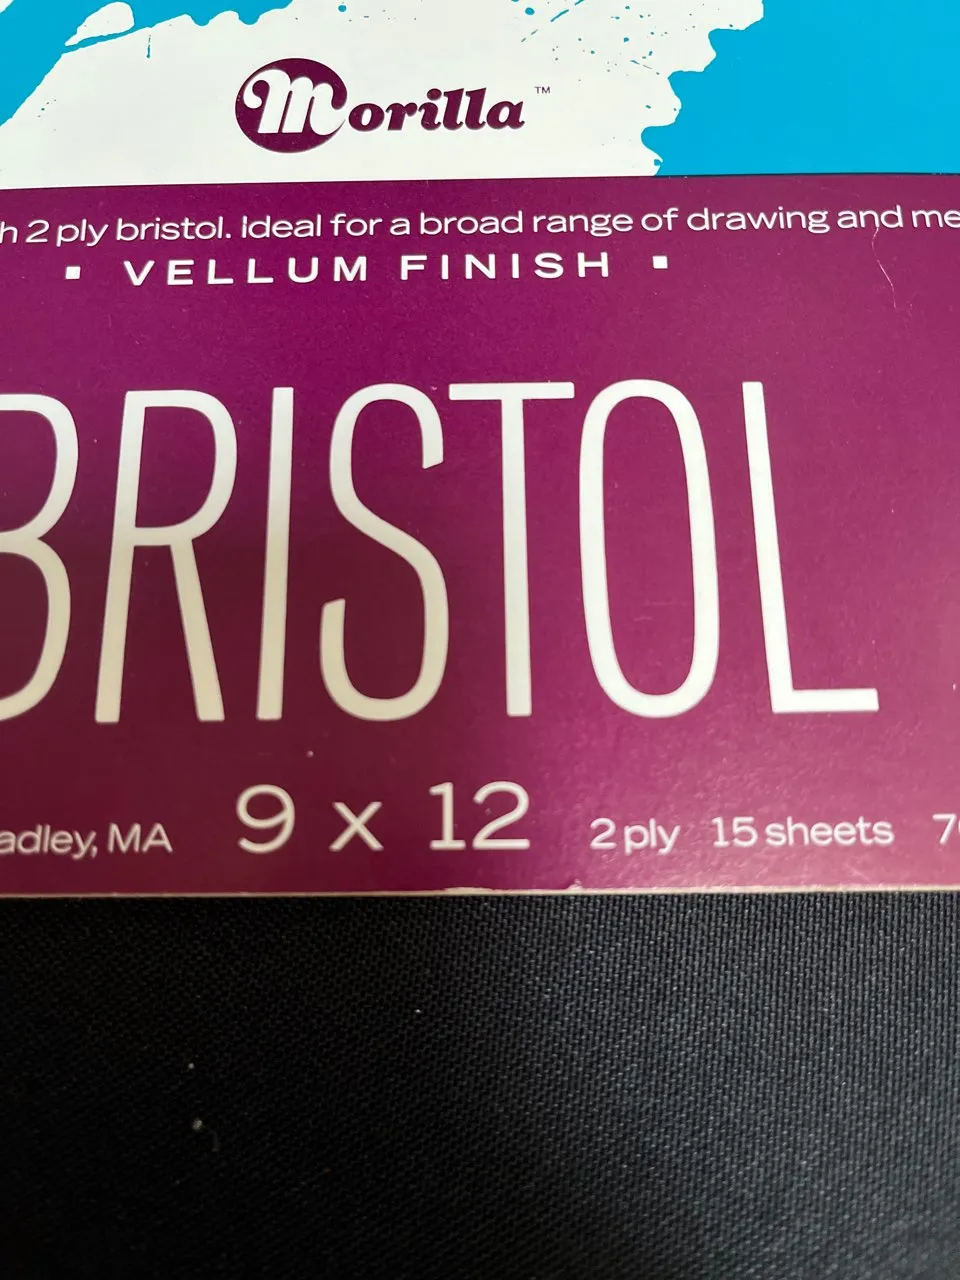 Morilla™
h 2 ply bristol. Ideal for a broad range of drawing and me
▪ VELLUM FINISH ▪
BRISTOL
adley, MA 9 x 12 2 ply 15 sheets 70